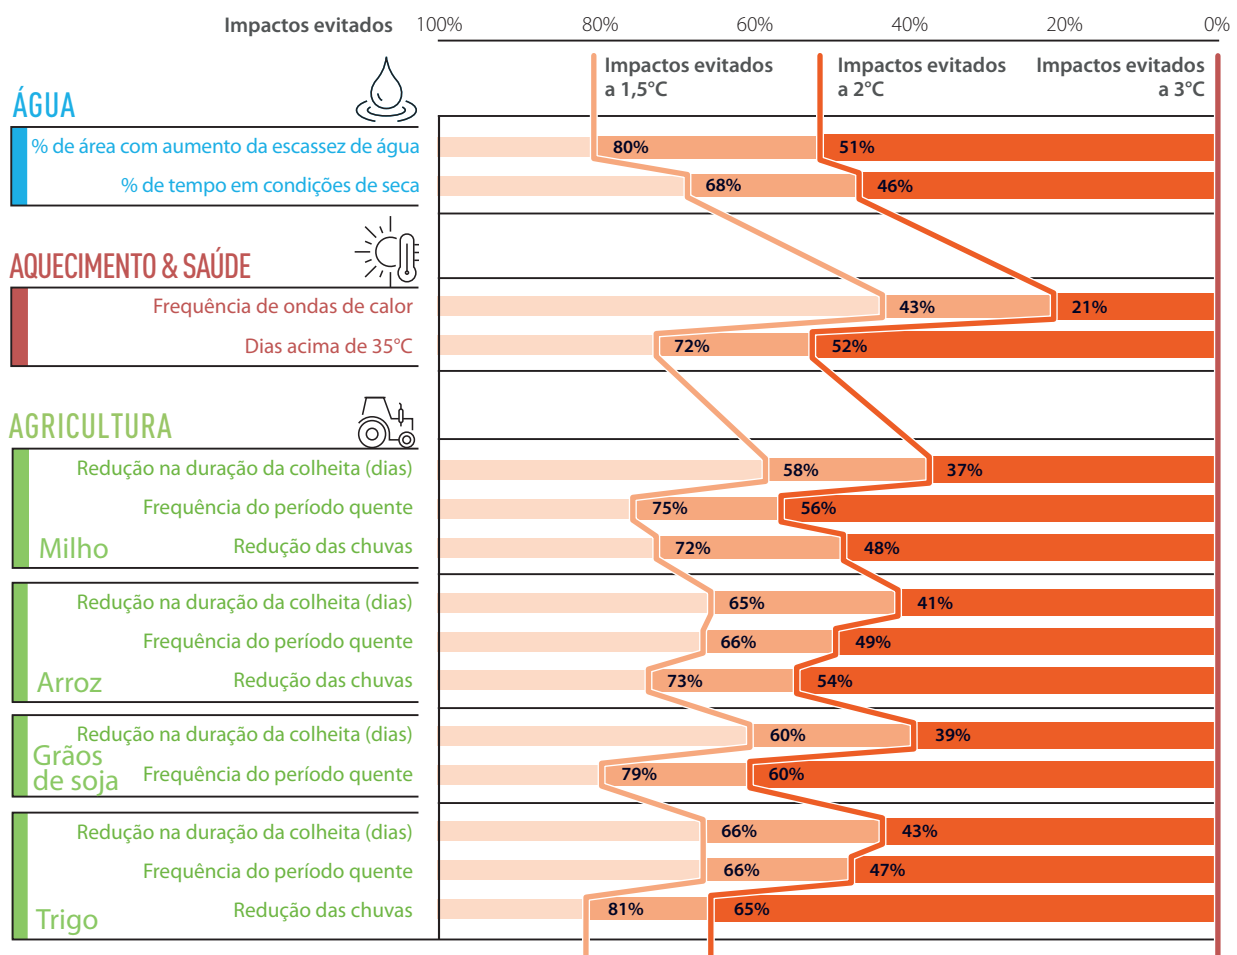 Impactos evitados 100% 80% 60% 40% 20% 0%
Impactos evitados
a 1,5°C
Impactos evitados
a 2°C
Impactos evitados
a 3°C
ÁGUA
% de área com aumento da escassez de água 80% 51%
% de tempo em condições de seca 68% 46%
AQUECIMENTO & SAÚDE
Frequência de ondas de calor 43% 21%
Dias acima de 35°C 72% 52%
AGRICULTURA
Redução na duração da colheita (dias) 58% 37%
Frequência do período quente 75% 56%
Milho Redução das chuvas 72% 48%
Redução na duração da colheita (dias) 65% 41%
Frequência do período quente 66% 49%
Arroz Redução das chuvas 73% 54%
Redução na duração da colheita (dias) 60% 39%
Grãos
de soja Frequência do período quente 79% 60%
Redução na duração da colheita (dias) 66% 43%
Frequência do período quente 66% 47%
Trigo Redução das chuvas 81% 65%